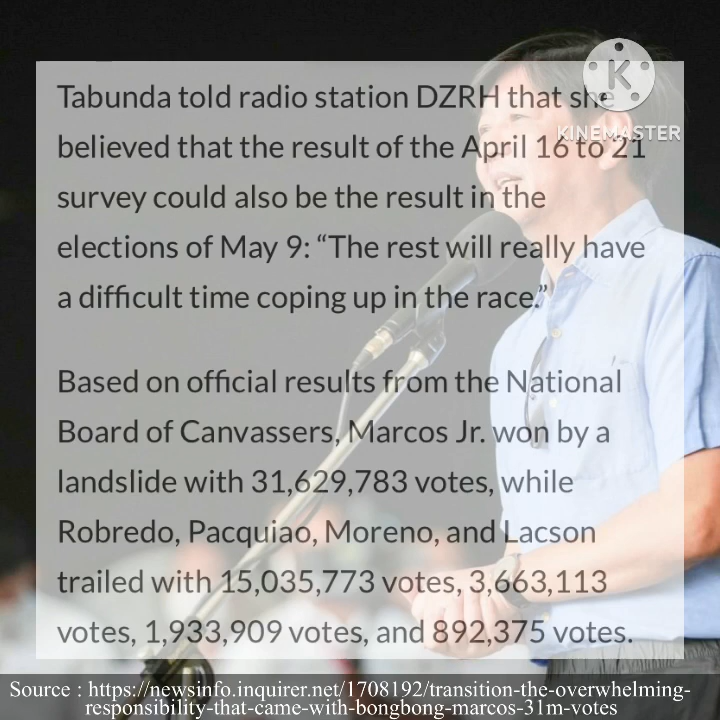 Tabunda told radio station DZRH that she
believed that the result of the April 16 to 21
survey could also be the result in the
elections of May 9: “The rest will really have
a difficult time coping up in the race.”
Based on official results from the National
Board of Canvassers, Marcos Jr. won by a
landslide with 31,629,783 votes, while
Robredo, Pacquiao, Moreno, and Lacson
trailed with 15,035,773 votes, 3,663,113
votes, 1,933,909 votes, and 892,375 votes.
K
KINEMASTER
Source : https://newsinfo.inquirer.net/1708192/transition-the-overwhelming-
responsibility-that-came-with-bongbong-marcos-31m-votes